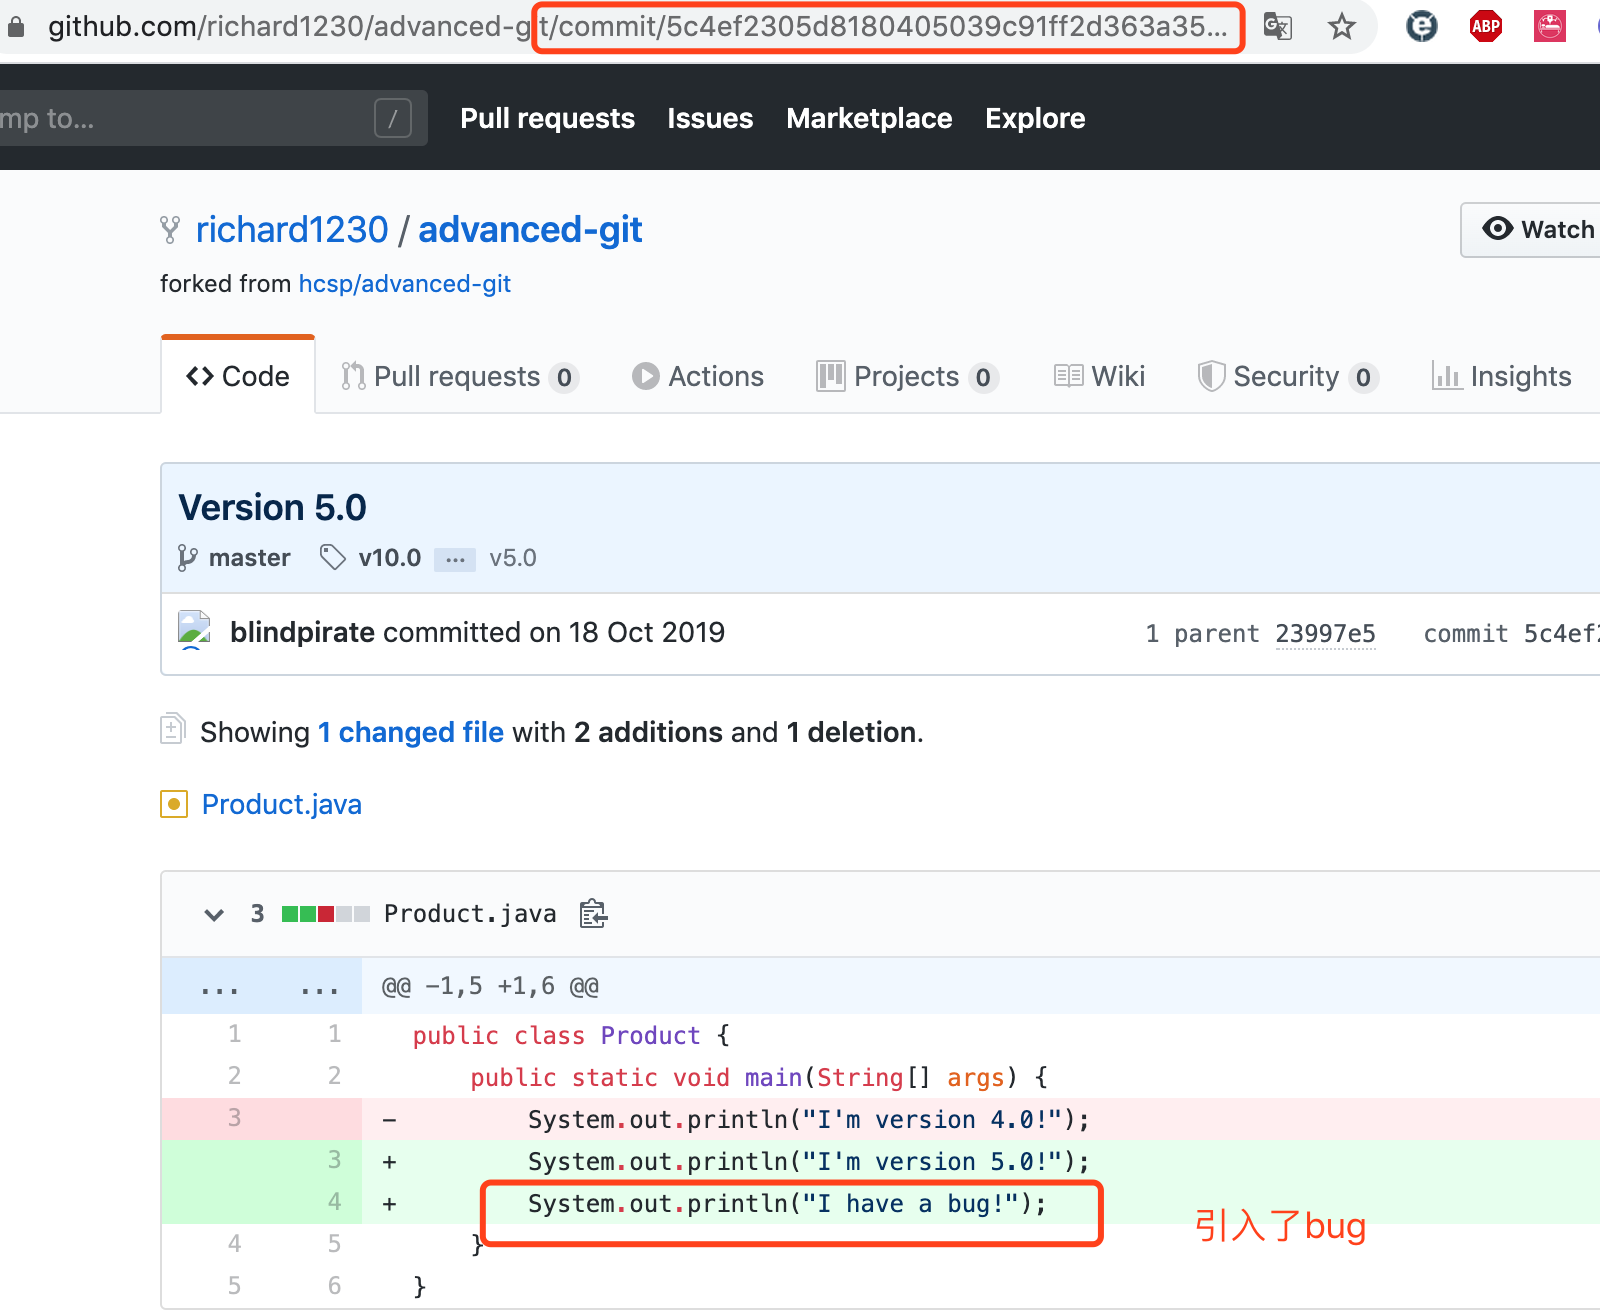 github.com/richard1230/advanced-git/commit/5c4ef2305d8180405039c91ff2d363a35...
ABP
mp to... /
Pull requests Issues Marketplace Explore
richard1230 / advanced-git
Watch
forked from hcsp/advanced-git
Code Pull requests 0 Actions Projects 0 Wiki Security 0 Insights
Version 5.0
master v10.0 ... v5.0
blindpirate committed on 18 Oct 2019 1 parent 23997e5 commit 5c4ef2
Showing 1 changed file with 2 additions and 1 deletion.
Product.java
3 Product.java
... ... @@ -1,5 +1,6 @@
1 1 public class Product {
2 2 public static void main(String[] args) {
3 - System.out.println("I'm version 4.0!");
3 + System.out.println("I'm version 5.0!");
4 + System.out.println("I have a bug!");
引入了bug
4 5 }
5 6 }